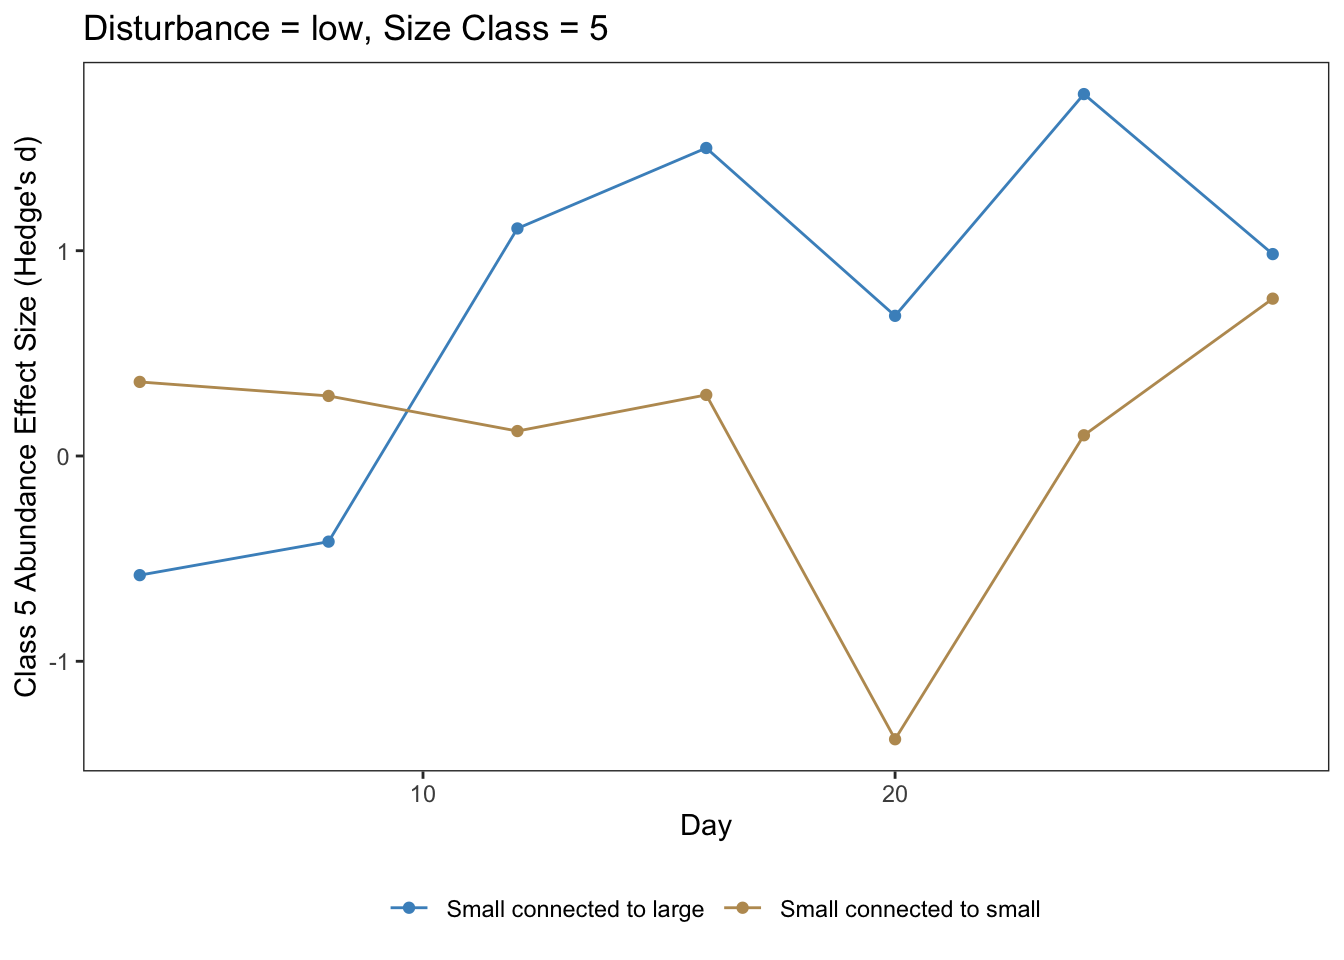 Disturbance = low, Size Class = 5
Class 5 Abundance Effect Size (Hedge's d)
1
0
-1
10
20
Day
Small connected to large
Small connected to small